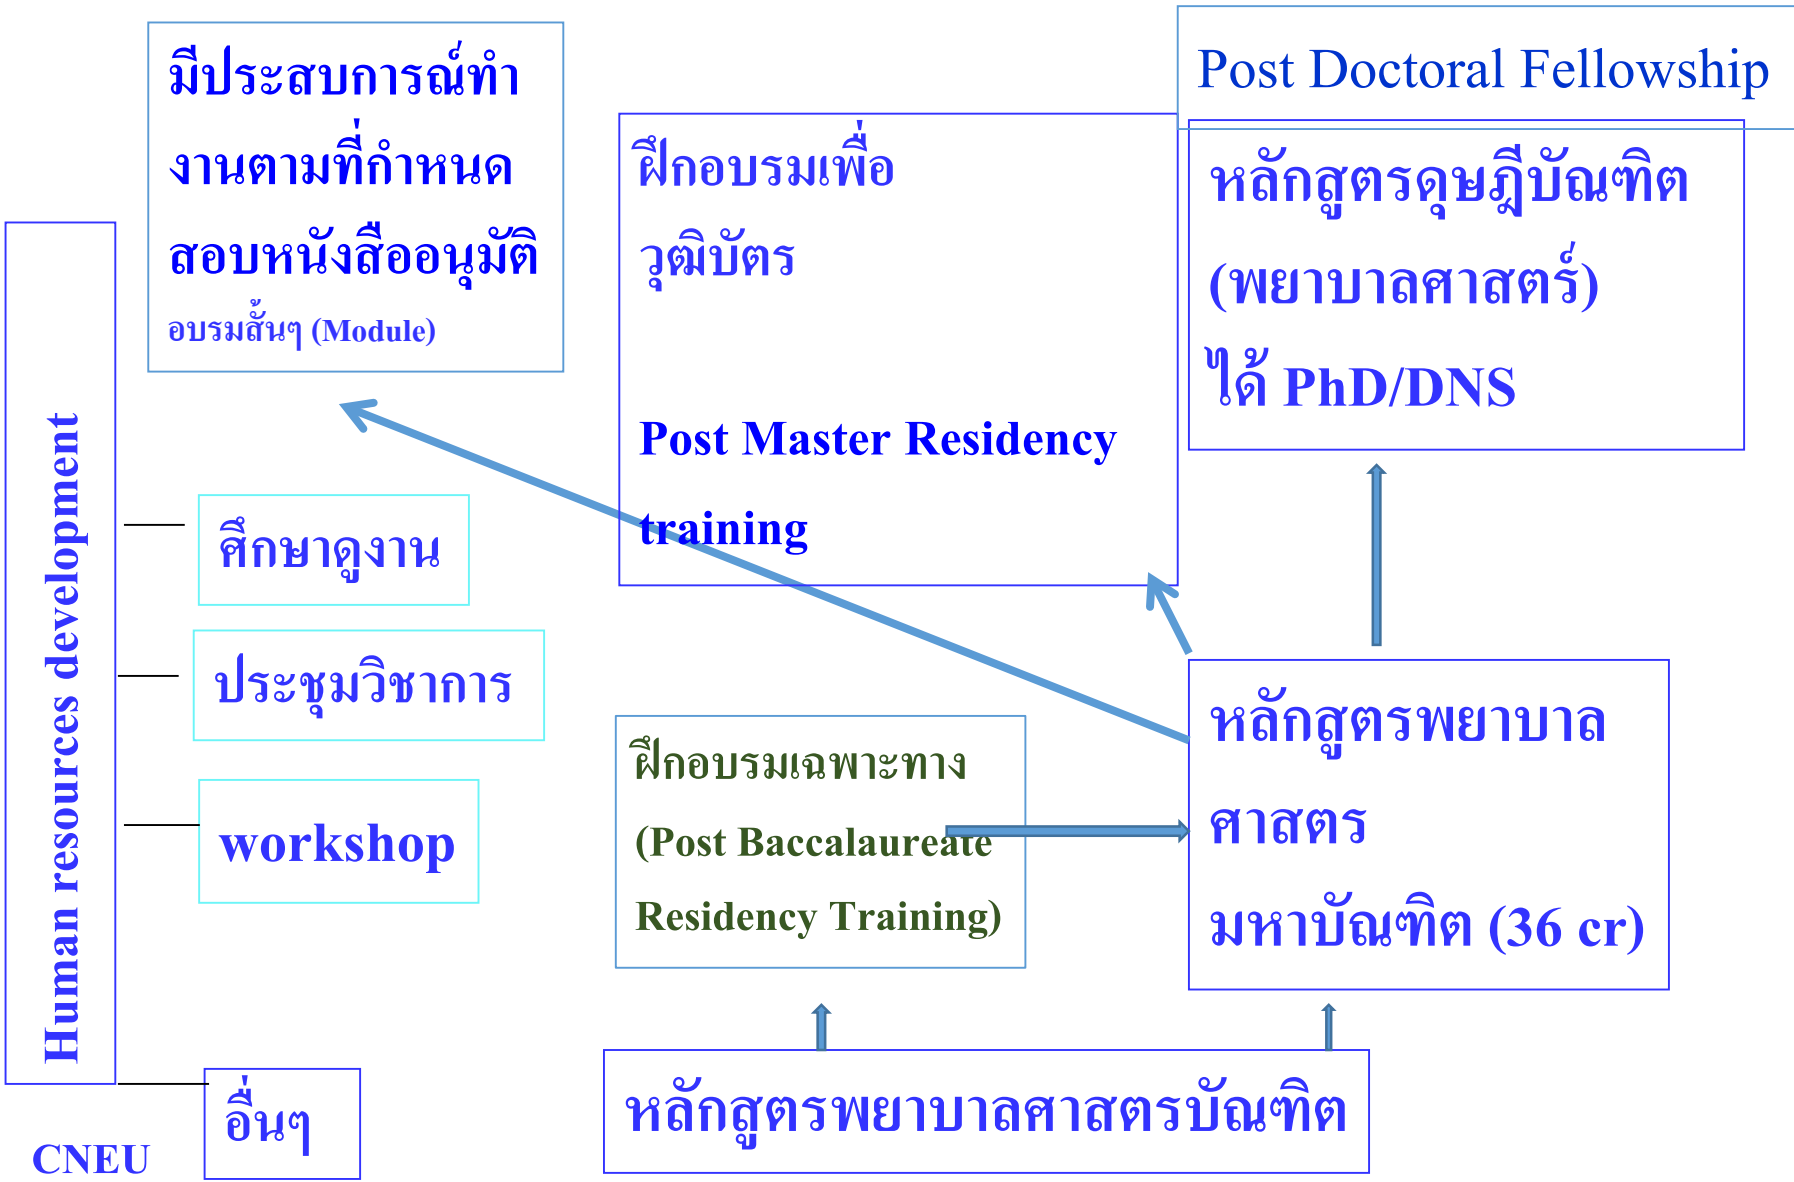 มีประสบการณ์ทำ
งานตามที่กำหนด
สอบหนังสืออนุมัติ
อบรมสั้นๆ (Module)
ฝึกอบรมเพื่อ
วุฒิบัตร
Post Master Residency
training
Post Doctoral Fellowship
หลักสูตรดุษฎีบัณฑิต
(พยาบาลศาสตร์)
ได้ PhD/DNS
Human resources development
ศึกษาดูงาน
ประชุมวิชาการ
workshop
อื่นๆ
CNEU
ฝึกอบรมเฉพาะทาง
(Post Baccalaureate
Residency Training)
หลักสูตรพยาบาล
ศาสตร
มหาบัณฑิต (36 cr)
หลักสูตรพยาบาลศาสตรบัณฑิต